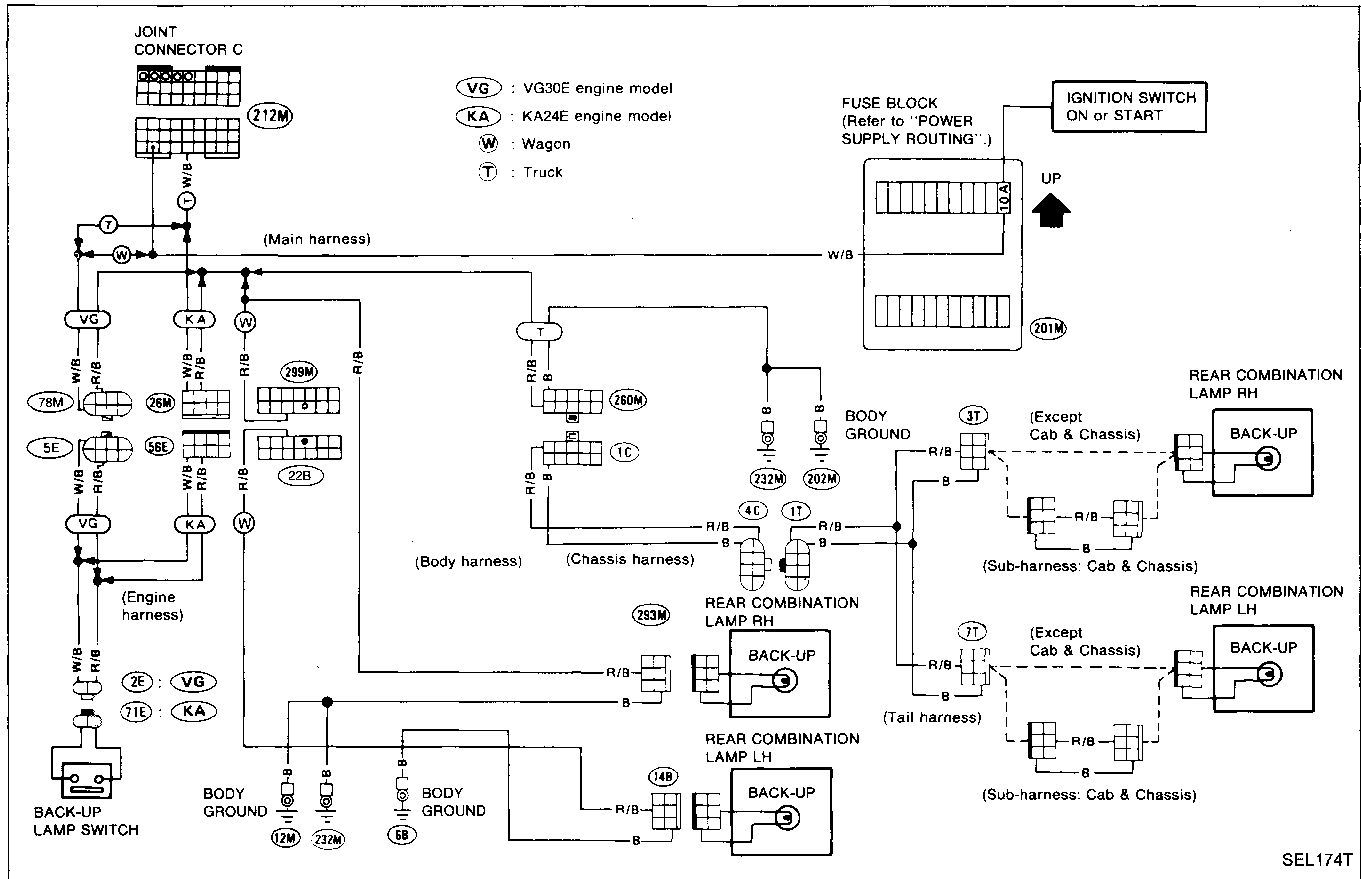 JOINT
CONNECTOR C
212M
VG : VG30E engine model
KA : KA24E engine model
W : Wagon
T : Truck
FUSE BLOCK
(Refer to "POWER
SUPPLY ROUTING".)
IGNITION SWITCH
ON or START
UP
10A
201M
W/B
T
T
W
(Main harness)
W/B
VG
KA
W
T
W/B
R/B
W/B
R/B
R/B
R/B
R/B
B
78M
26M
299M
260M
5E
56E
22B
1C
B
B
BODY
GROUND
232M
202M
W/B
R/B
W/B
R/B
R/B
R/B
B
VG
KA
W
4C
1T
R/B
B
R/B
B
(Body harness)
(Chassis harness)
(Engine
harness)
3T
R/B
B
(Except
Cab & Chassis)
REAR COMBINATION
LAMP RH
BACK-UP
R/B
B
(Sub-harness: Cab & Chassis)
REAR COMBINATION
LAMP LH
BACK-UP
7T
R/B
B
(Except
Cab & Chassis)
R/B
B
(Tail harness)
(Sub-harness: Cab & Chassis)
293M
REAR COMBINATION
LAMP RH
BACK-UP
R/B
B
W/B
R/B
2E : VG
71E : KA
BACK-UP
LAMP SWITCH
BODY
GROUND
B
B
12M
232M
B
BODY
GROUND
6B
14B
REAR COMBINATION
LAMP LH
BACK-UP
R/B
B
SEL174T